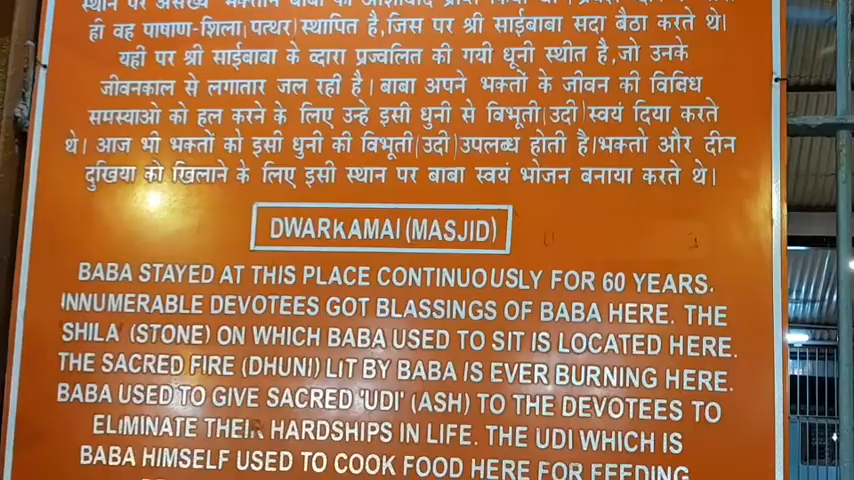 स्थान पर असंख्य भक्तोंने बाबा का आशीर्वाद प्राप्त किया
ही वह पाषाण-शिला(पत्थर)स्थापित है,जिस पर श्री साईबाबा सदा बैठा करते थे|
यही पर श्री साईबाबा के व्दारा प्रज्वलित की गयी धूनी स्थीत है,जो उनके
जीवनकाल से लगातार जल रही है|बाबा अपने भक्तों के जीवन की विविध
समस्याओ को हल करने के लिए उन्हे इसी धुनी से विभूती(उदी)स्वयं दिया करते
थे|आज भी भक्तों को इसी धुनी की विभूती(उदी)उपलब्ध होती है|भक्तो और दीन
दुखिया को खिलाने के लिए इसी स्थान पर बाबा स्वयं भोजन बनाया करते थे|
DWARKAMAI (MASJID)
BABA STAYED AT THIS PLACE CONTINUOUSLY FOR 60 YEARS.
INNUMERABLE DEVOTEES GOT BLASSINGS OF BABA HERE. THE
SHILA (STONE) ON WHICH BABA USED TO SIT IS LOCATED HERE.
THE SACRED FIRE (DHUNI) LIT BY BABA IS EVER BURNING HERE.
BABA USED TO GIVE SACRED 'UDI' (ASH) TO THE DEVOTEES TO
ELIMINATE THEIR HARDSHIPS IN LIFE. THE UDI WHICH IS
BABA HIMSELF USED TO COOK FOOD HERE FOR FEEDING